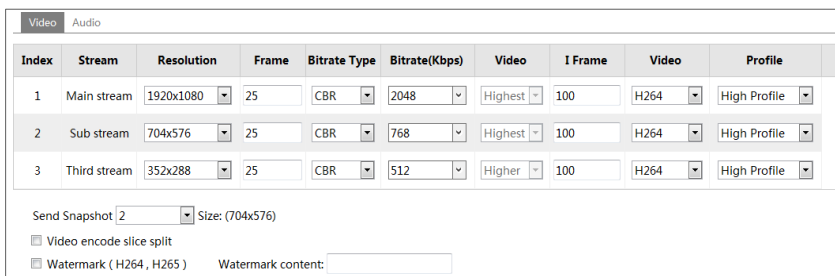 Video Audio
Index Stream Resolution Frame Bitrate Type Bitrate(Kbps) Video I Frame Video Profile
1 Main stream 1920x1080 25 CBR 2048 Highest 100 H264 High Profile
2 Sub stream 704x576 25 CBR 768 Highest 100 H264 High Profile
3 Third stream 352x288 25 CBR 512 Higher 100 H264 High Profile
Send Snapshot 2 Size: (704x576)
Video encode slice split
Watermark ( H264 , H265 ) Watermark content: